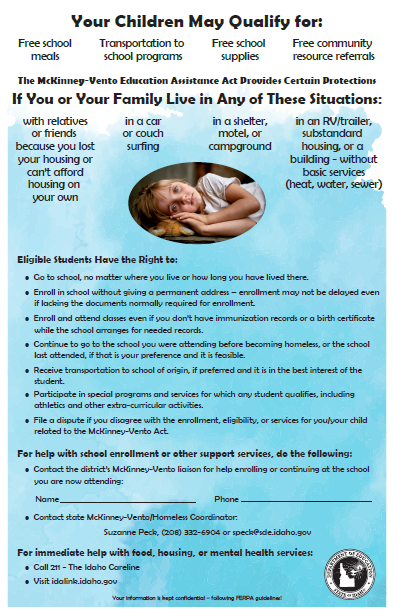 Your Children May Qualify for:
Free school meals
Transportation to school programs
Free school supplies
Free community resource referrals
The McKinney-Vento Education Assistance Act Provides Certain Protections
If You or Your Family Live in Any of These Situations:
with relatives
or friends
because you lost
your housing or
can't afford
housing on
your own
in a car
or couch
surfing
in a shelter,
motel, or
campground
in an RV/trailer,
substandard
housing, or a
building - without
basic services
(heat, water, sewer)
Eligible Students Have the Right to:
• Go to school, no matter where you live or how long you have lived there.
• Enroll in school without giving a permanent address – enrollment may not be delayed even
if lacking the documents normally required for enrollment.
• Enroll and attend classes even if you don't have immunization records or a birth certificate
while the school arranges for needed records.
• Continue to go to the school you were attending before becoming homeless, or the school
last attended, if that is your preference and it is feasible.
• Receive transportation to school of origin, if preferred and it is in the best interest of the
student.
• Participate in special programs and services for which any student qualifies, including
athletics and other extra-curricular activities.
• File a dispute if you disagree with the enrollment, eligibility, or services for you/your child
related to the McKinney-Vento Act.
For help with school enrollment or other support services, do the following:
• Contact the district's McKinney-Vento liaison for help enrolling or continuing at the school
you are now attending:
Name Phone
• Contact state McKinney-Vento/Homeless Coordinator:
Suzanne Peck, (208) 332-6904 or speck@sde.idaho.gov
For immediate help with food, housing, or mental health services:
• Call 211 - The Idaho Careline
• Visit idalink.idaho.gov
DEPARTMENT OF EDUCATION
STATE OF IDAHO
Your information is kept confidential – following FERPA guidelines!